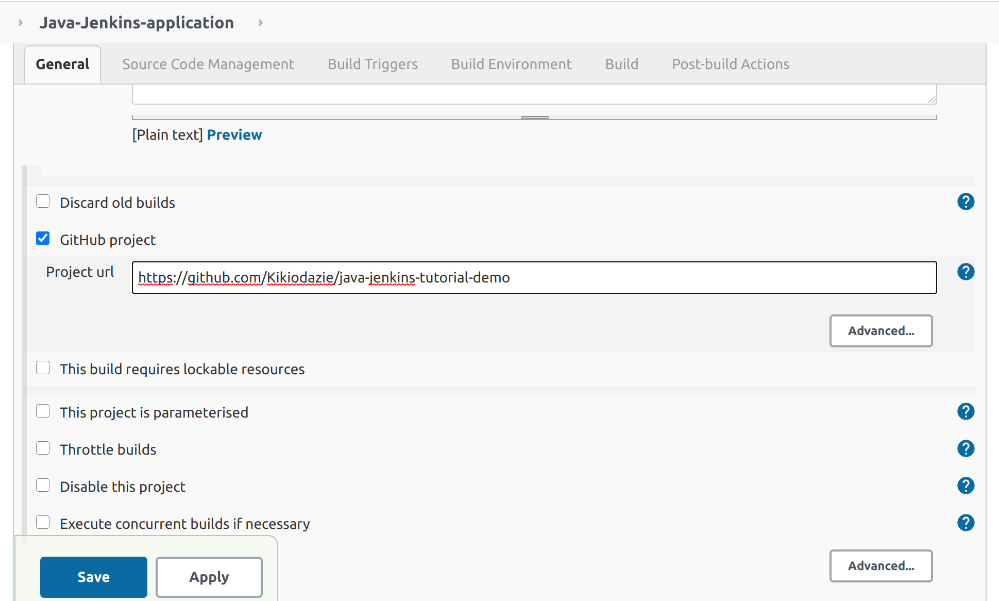 Java-Jenkins-application
General Source Code Management Build Triggers Build Environment Build Post-build Actions
[Plain text] Preview
Discard old builds ?
GitHub project
Project url https://github.com/Kikiodazie/java-jenkins-tutorial-demo ?
Advanced...
This build requires lockable resources
This project is parameterised ?
Throttle builds ?
Disable this project ?
Execute concurrent builds if necessary ?
Save Apply Advanced...